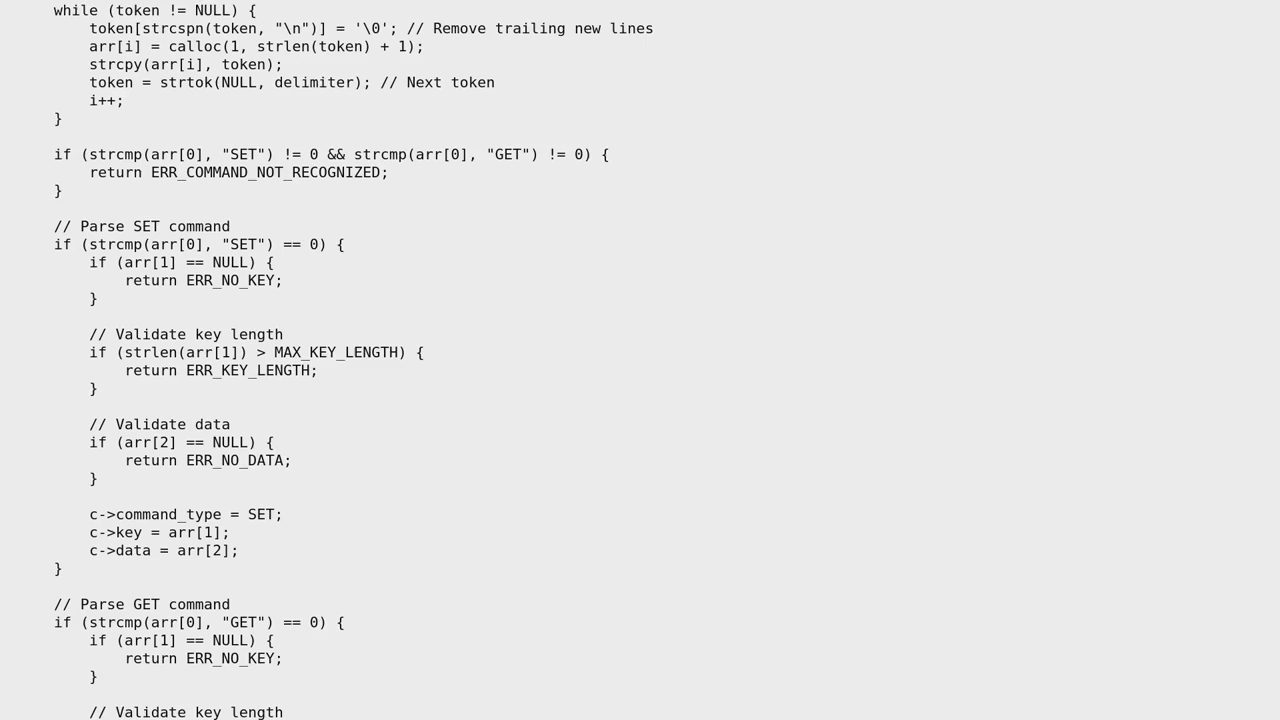 while (token != NULL) {
token[strcspn(token, "\n")] = '\0'; // Remove trailing new lines
arr[i] = calloc(1, strlen(token) + 1);
strcpy(arr[i], token);
token = strtok(NULL, delimiter); // Next token
i++;
}
if (strcmp(arr[0], "SET") != 0 && strcmp(arr[0], "GET") != 0) {
return ERR_COMMAND_NOT_RECOGNIZED;
}
// Parse SET command
if (strcmp(arr[0], "SET") == 0) {
if (arr[1] == NULL) {
return ERR_NO_KEY;
}
// Validate key length
if (strlen(arr[1]) > MAX_KEY_LENGTH) {
return ERR_KEY_LENGTH;
}
// Validate data
if (arr[2] == NULL) {
return ERR_NO_DATA;
}
c->command_type = SET;
c->key = arr[1];
c->data = arr[2];
}
// Parse GET command
if (strcmp(arr[0], "GET") == 0) {
if (arr[1] == NULL) {
return ERR_NO_KEY;
}
// Validate key length